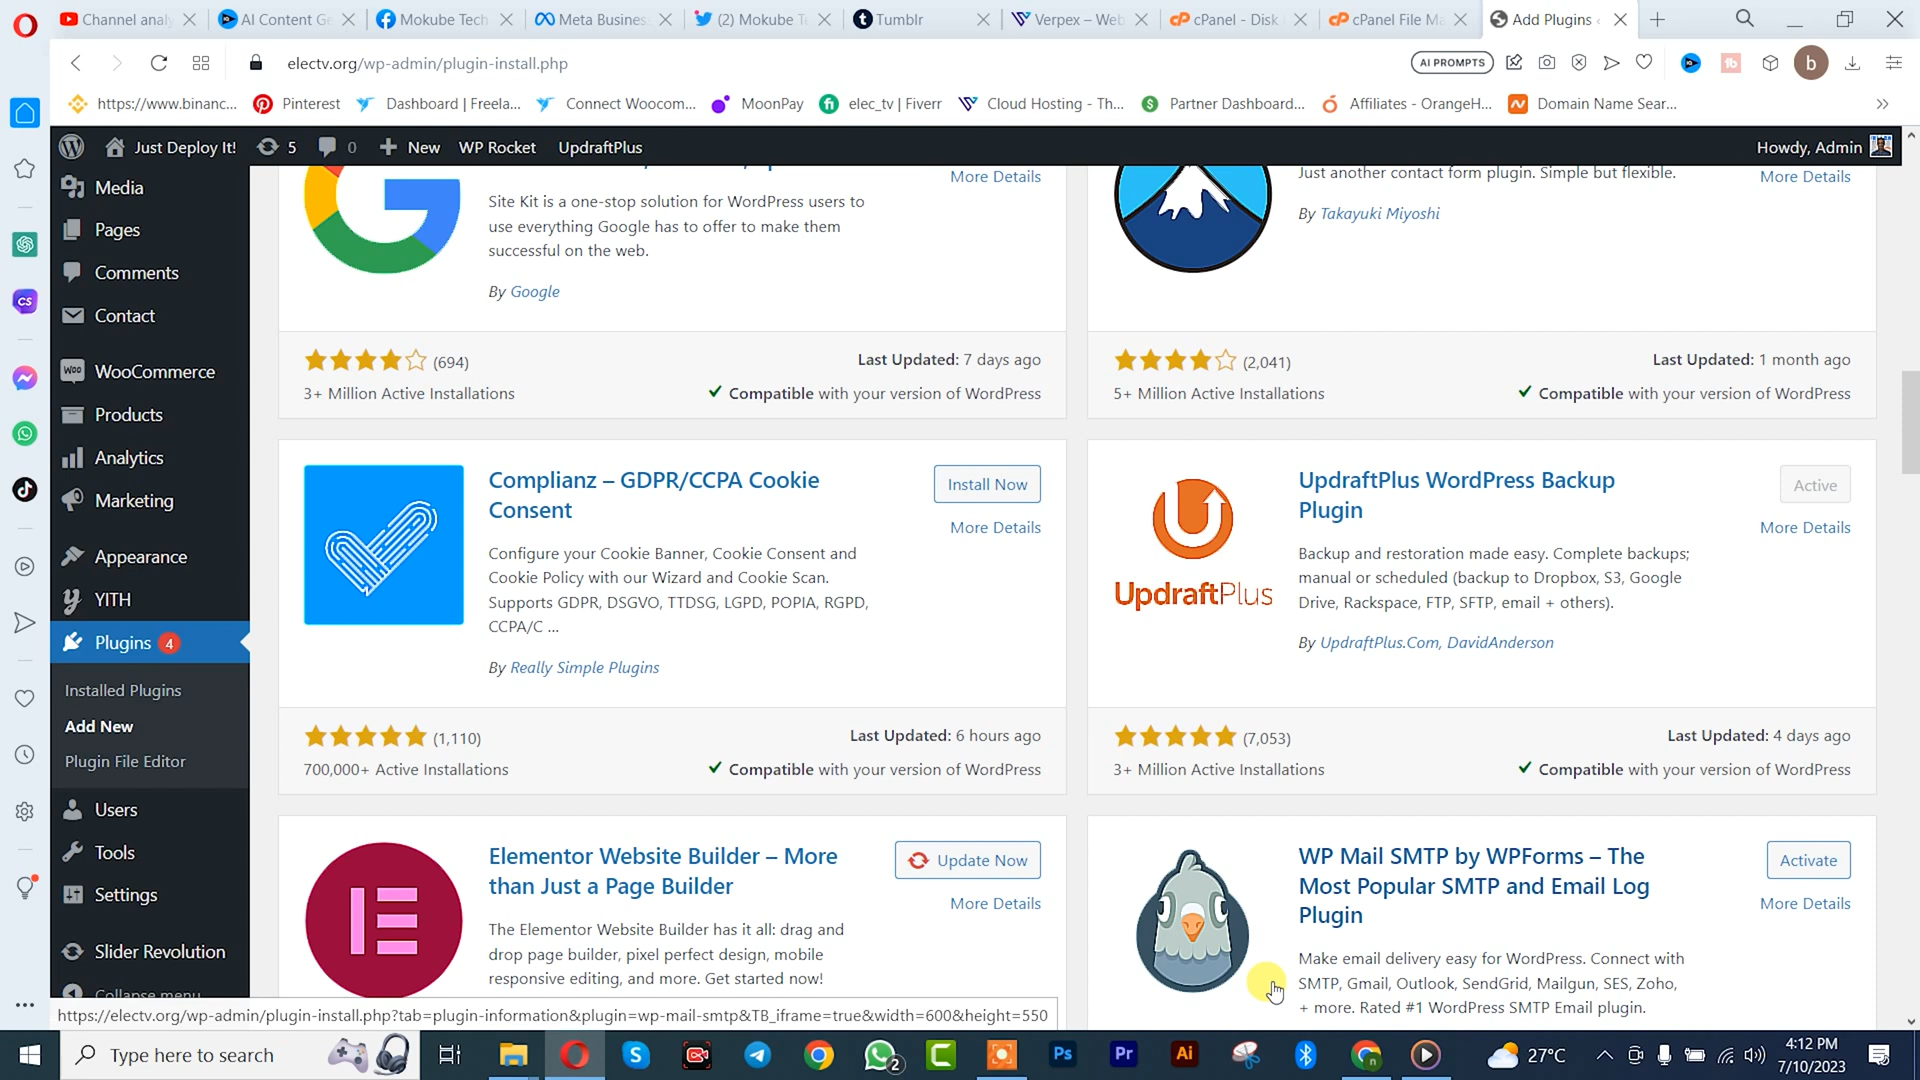 Channel analy
AI Content Ge
Mokube Tech
Meta Busines
(2) Mokube Te
Tumblr
Verpex – Web
cPanel - Disk
cPanel File Ma
Add Plugins
electv.org/wp-admin/plugin-install.php
AI PROMPTS
b
https://www.binanc...
Pinterest
Dashboard | Freela...
Connect Woocom...
MoonPay
elec_tv | Fiverr
Cloud Hosting - Th...
Partner Dashboard...
Affiliates - OrangeH...
Domain Name Sear...
Just Deploy It!
5
0
New
WP Rocket
UpdraftPlus
Howdy, Admin
Media
Pages
Comments
Contact
WooCommerce
Products
Analytics
Marketing
Appearance
YITH
Plugins 4
Installed Plugins
Add New
Plugin File Editor
Users
Tools
Settings
Slider Revolution
Collapse menu
More Details
Site Kit is a one-stop solution for WordPress users to
use everything Google has to offer to make them
successful on the web.
By Google
(694)
3+ Million Active Installations
Last Updated: 7 days ago
Compatible with your version of WordPress
Just another contact form plugin. Simple but flexible.
More Details
By Takayuki Miyoshi
(2,041)
5+ Million Active Installations
Last Updated: 1 month ago
Compatible with your version of WordPress
Complianz – GDPR/CCPA Cookie
Consent
Install Now
More Details
Configure your Cookie Banner, Cookie Consent and
Cookie Policy with our Wizard and Cookie Scan.
Supports GDPR, DSGVO, TTDSG, LGPD, POPIA, RGPD,
CCPA/C ...
By Really Simple Plugins
(1,110)
700,000+ Active Installations
Last Updated: 6 hours ago
Compatible with your version of WordPress
UpdraftPlus
UpdraftPlus WordPress Backup
Plugin
Active
More Details
Backup and restoration made easy. Complete backups;
manual or scheduled (backup to Dropbox, S3, Google
Drive, Rackspace, FTP, SFTP, email + others).
By UpdraftPlus.Com, DavidAnderson
(7,053)
3+ Million Active Installations
Last Updated: 4 days ago
Compatible with your version of WordPress
Elementor Website Builder – More
than Just a Page Builder
Update Now
More Details
The Elementor Website Builder has it all: drag and
drop page builder, pixel perfect design, mobile
responsive editing, and more. Get started now!
WP Mail SMTP by WPForms – The
Most Popular SMTP and Email Log
Plugin
Activate
More Details
Make email delivery easy for WordPress. Connect with
SMTP, Gmail, Outlook, SendGrid, Mailgun, SES, Zoho,
+ more. Rated #1 WordPress SMTP Email plugin.
https://electv.org/wp-admin/plugin-install.php?tab=plugin-information&plugin=wp-mail-smtp&TB_iframe=true&width=600&height=550
Type here to search
2
Ps
Pr
Ai
27°C
4:12 PM
7/10/2023